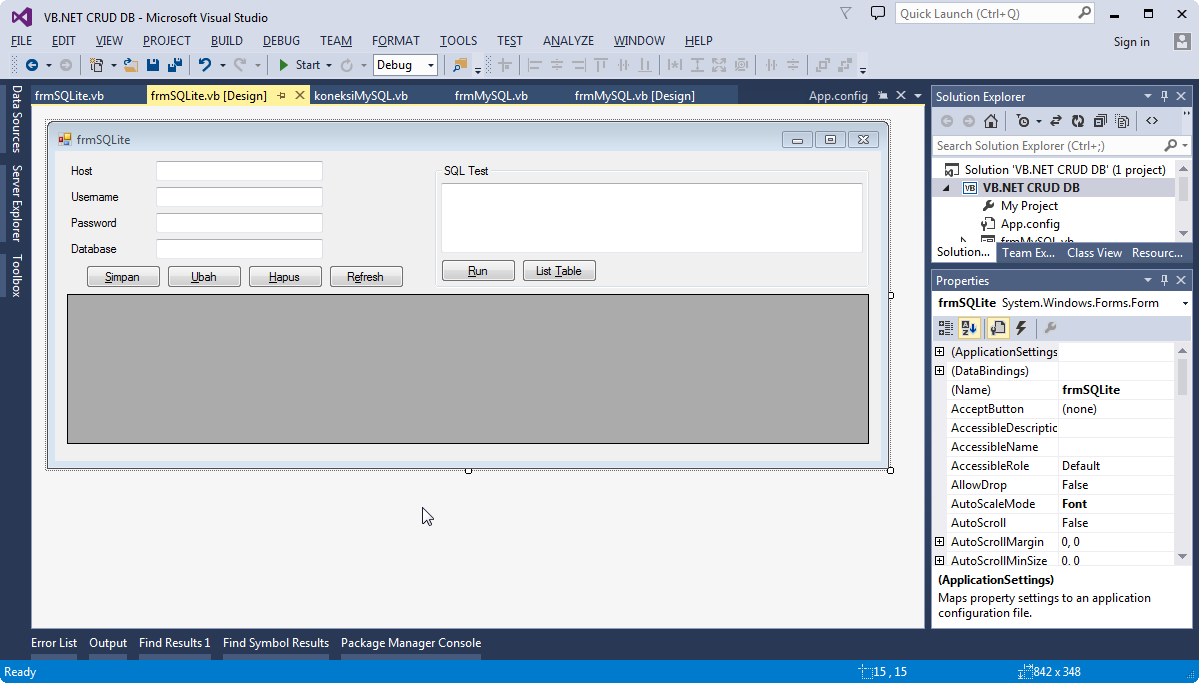 VB.NET CRUD DB - Microsoft Visual Studio
Quick Launch (Ctrl+Q)
FILE EDIT VIEW PROJECT BUILD DEBUG TEAM FORMAT TOOLS TEST ANALYZE WINDOW HELP
Sign in
Start Debug
Data Sources
Server Explorer
Toolbox
frmSQLite.vb frmSQLite.vb [Design] koneksiMySQL.vb frmMySQL.vb frmMySQL.vb [Design] App.config
frmSQLite
Host
Username
Password
Database
Simpan Ubah Hapus Refresh
SQL Test
Run List Table
Solution Explorer
Search Solution Explorer (Ctrl+;)
Solution 'VB.NET CRUD DB' (1 project)
VB VB.NET CRUD DB
My Project
App.config
frmMySQL.vb
Solution... Team Ex... Class View Resourc...
Properties
frmSQLite System.Windows.Forms.Form
(ApplicationSettings
(DataBindings)
(Name) frmSQLite
AcceptButton (none)
AccessibleDescriptic
AccessibleName
AccessibleRole Default
AllowDrop False
AutoScaleMode Font
AutoScroll False
AutoScrollMargin 0, 0
AutoScrollMinSize 0, 0
(ApplicationSettings)
Maps property settings to an application
configuration file.
Error List Output Find Results 1 Find Symbol Results Package Manager Console
Ready 15 , 15 842 x 348